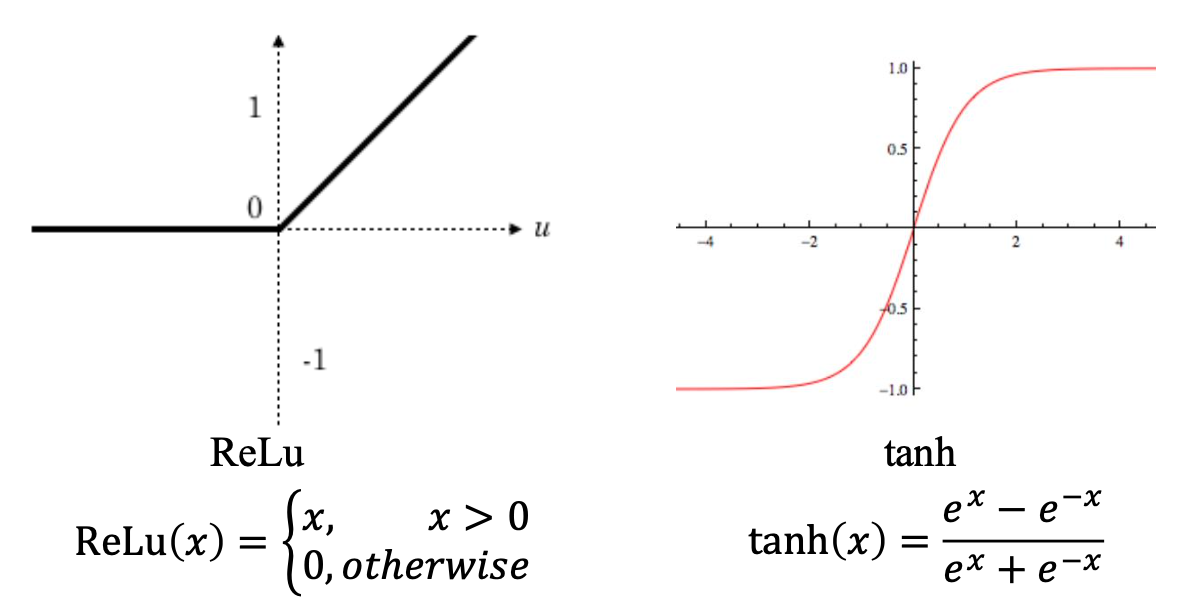 1
0
u
-1
ReLu
ReLu(x) = {x, x > 0
0, otherwise
1.0
0.5
−4 −2 2 4
−0.5
−1.0
tanh
tanh(x) = e^x − e^−x / e^x + e^−x